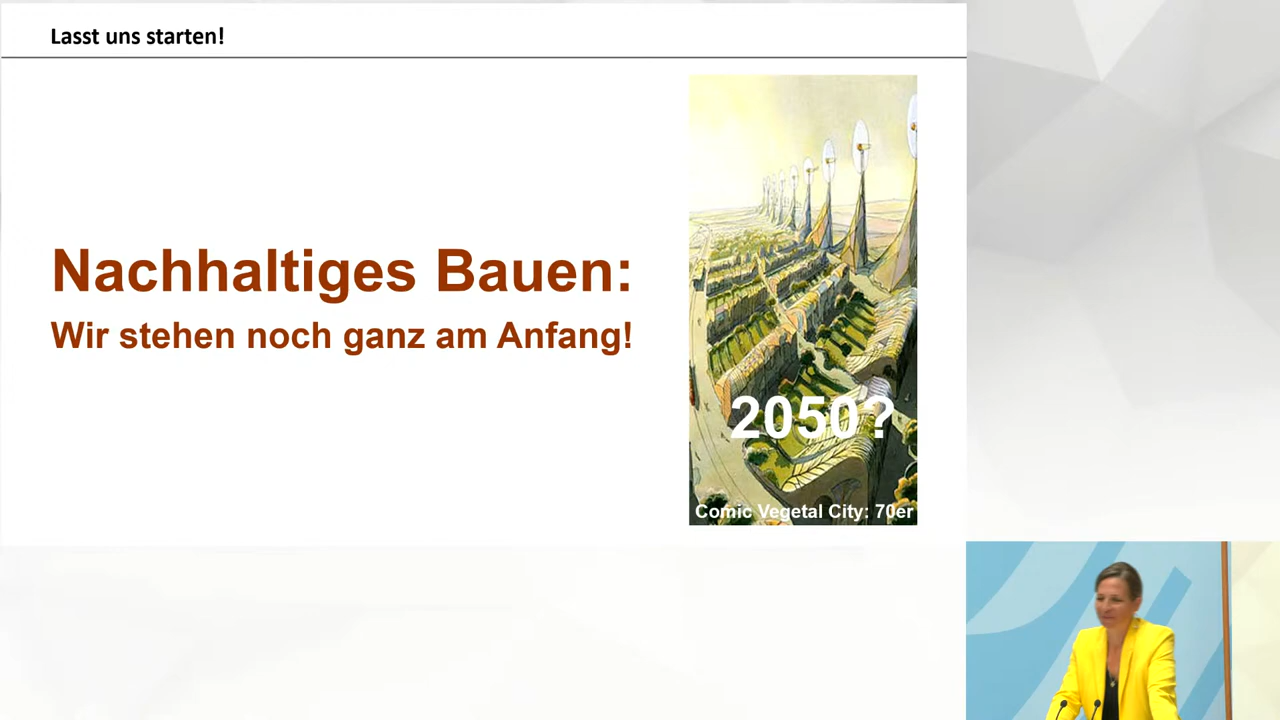 Lasst uns starten!
Nachhaltiges Bauen:
Wir stehen noch ganz am Anfang!
2050?
Comic Vegetal City: 70er